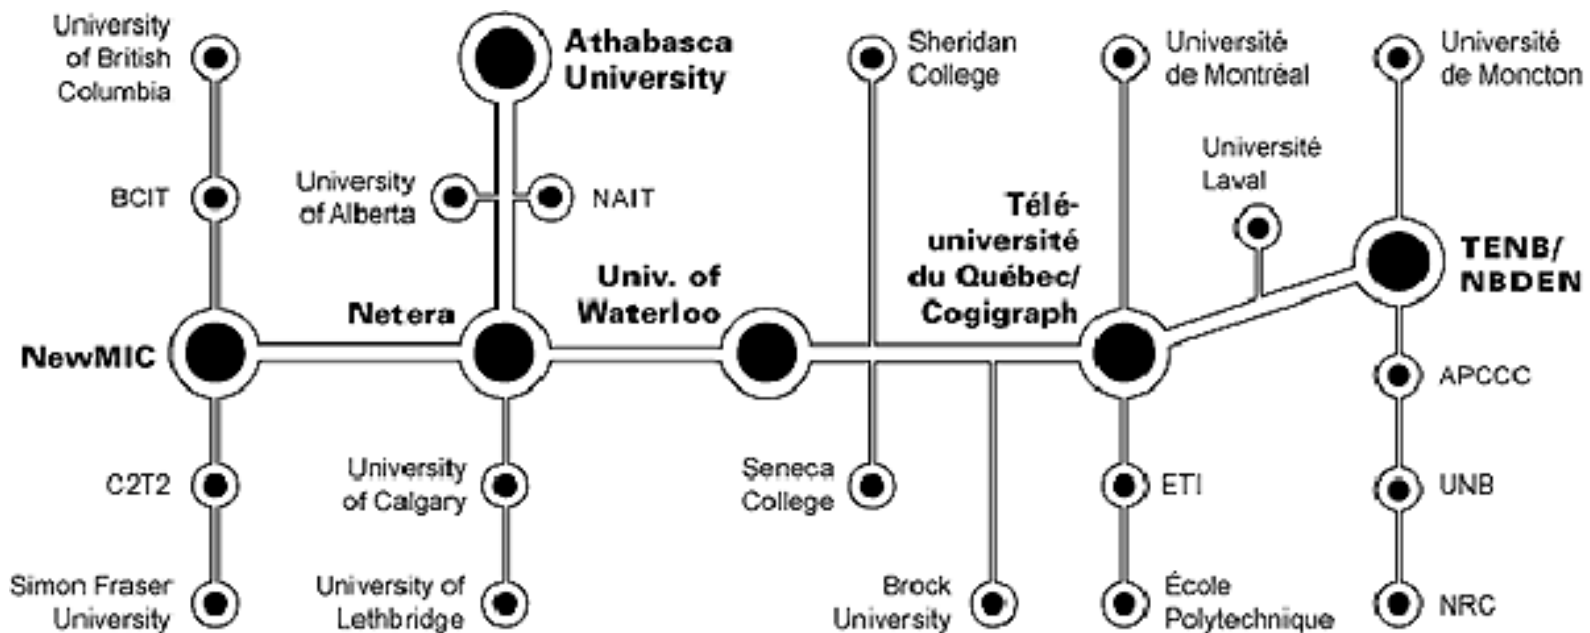 University
of British
Columbia
Athabasca
University
Sheridan
College
Université
de Montréal
Université
de Moncton
BCIT
University
of Alberta
NAIT
Université
Laval
Télé-
université
du Québec/
Cogigraph
TENB/
NBDEN
NewMIC
Netera
Univ. of
Waterloo
APCCC
C2T2
University
of Calgary
Seneca
College
ETI
UNB
Simon Fraser
University
University of
Lethbridge
Brock
University
École
Polytechnique
NRC